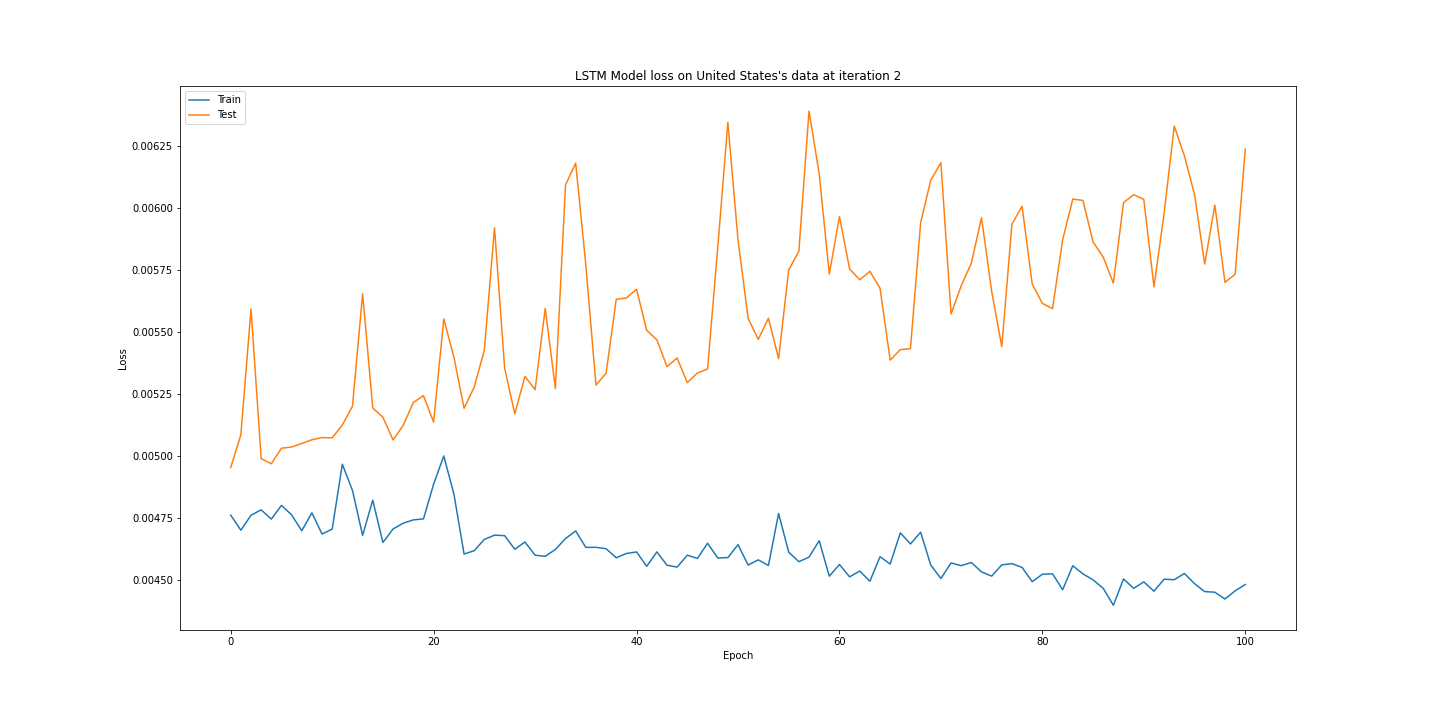 LSTM Model loss on United States's data at iteration 2
Train
Test
0.00625
0.00600
0.00575
0.00550
0.00525
0.00500
0.00475
0.00450
Loss
0 20 40 60 80 100
Epoch